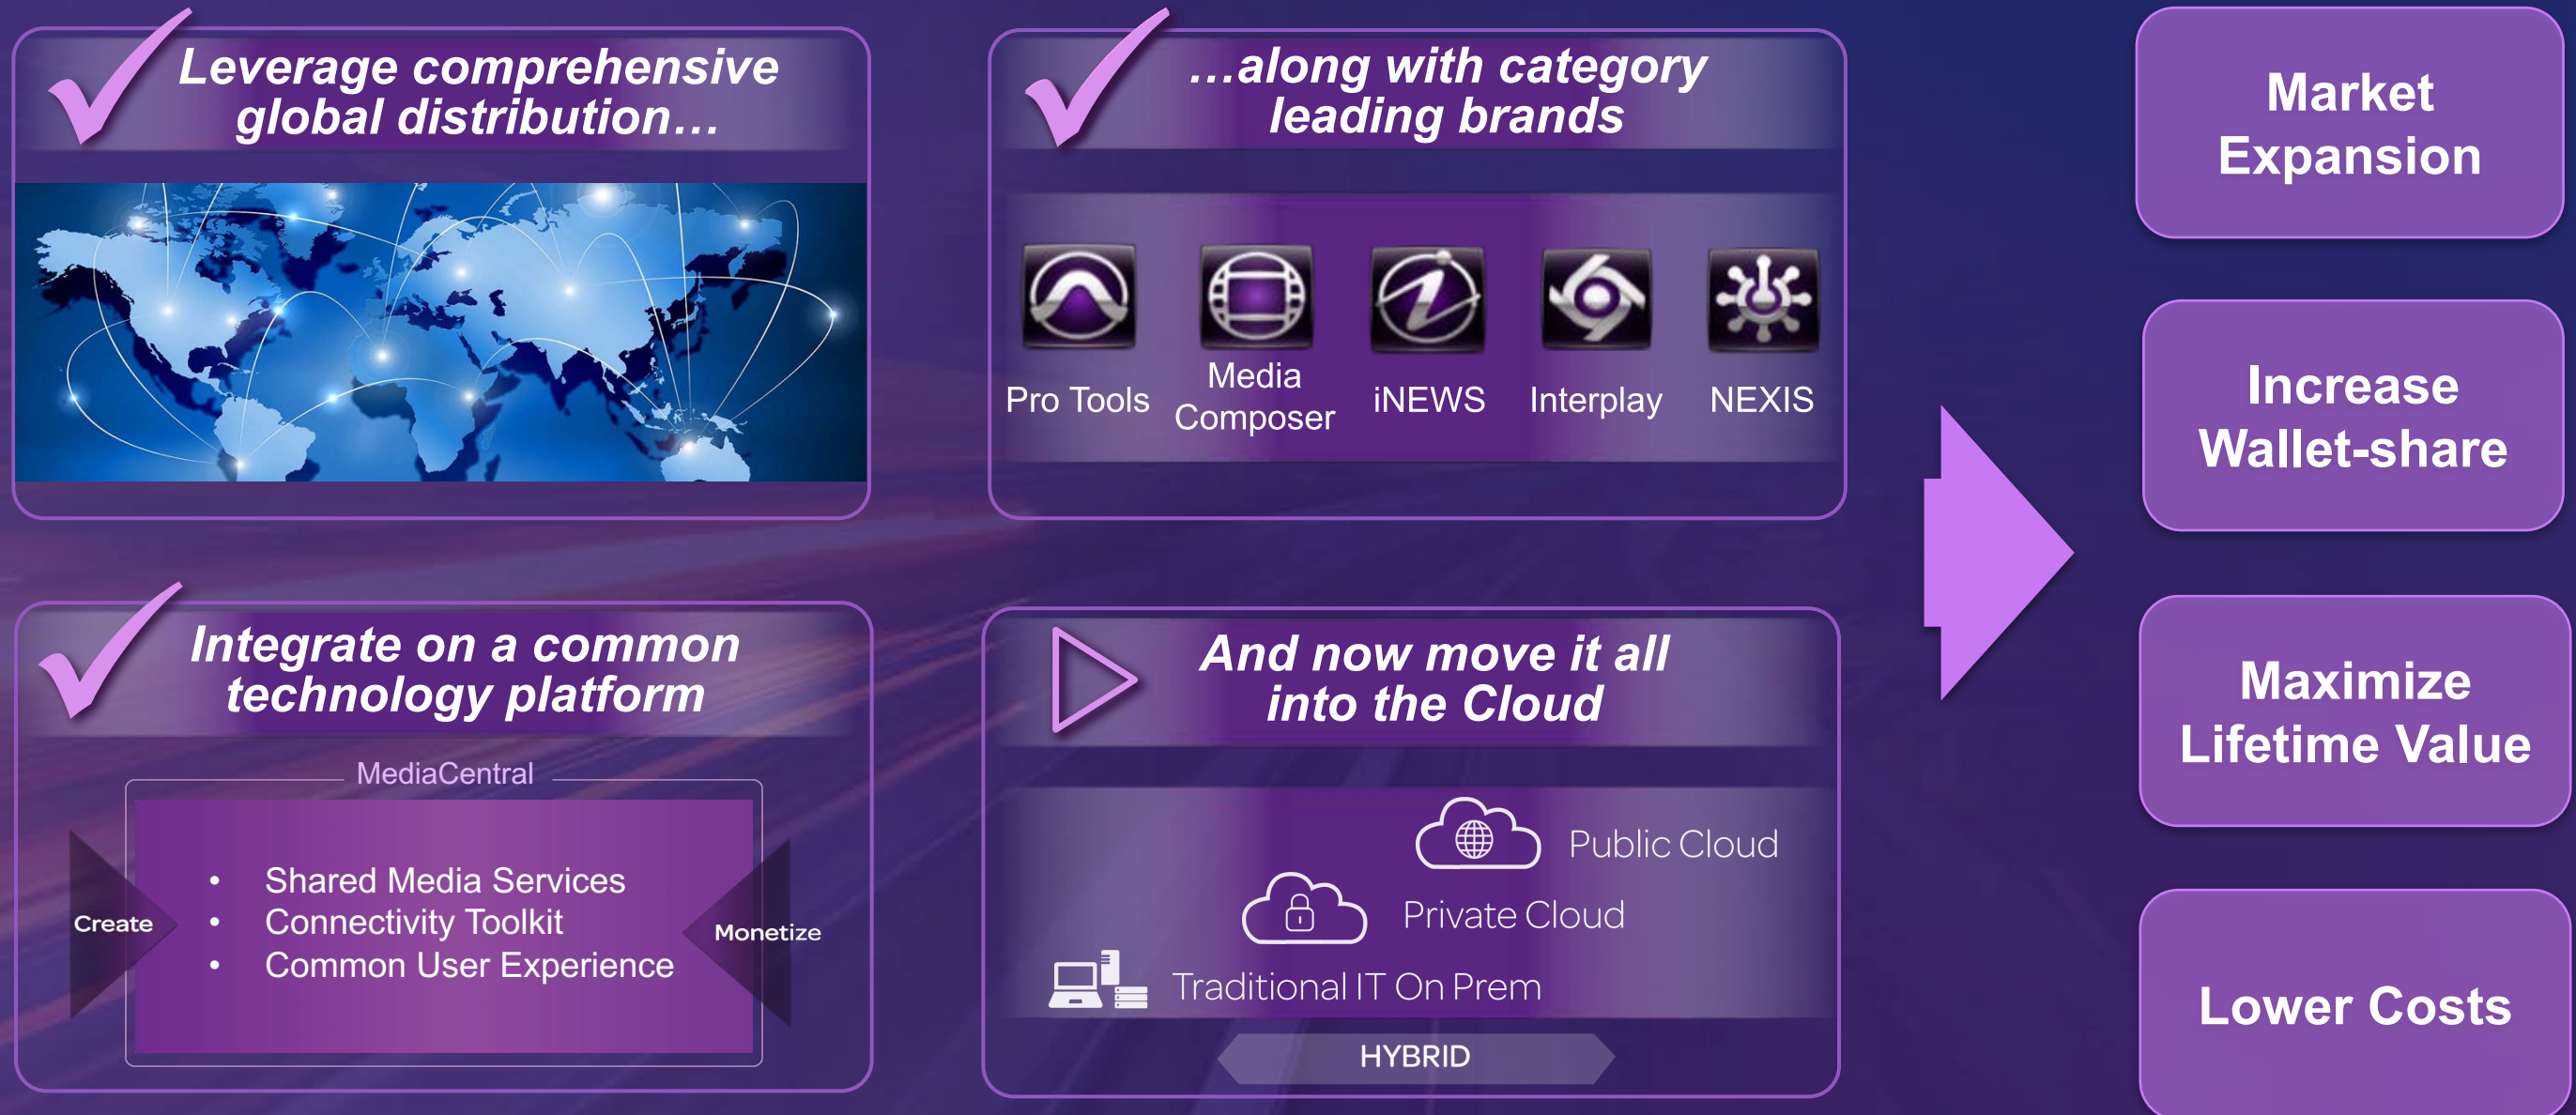 Leverage comprehensive
global distribution…
…along with category
leading brands
Pro Tools
Media
Composer
iNEWS
Interplay
NEXIS
Integrate on a common
technology platform
MediaCentral
Create
• Shared Media Services
• Connectivity Toolkit
• Common User Experience
Monetize
And now move it all
into the Cloud
Public Cloud
Private Cloud
Traditional IT On Prem
HYBRID
Market
Expansion
Increase
Wallet-share
Maximize
Lifetime Value
Lower Costs